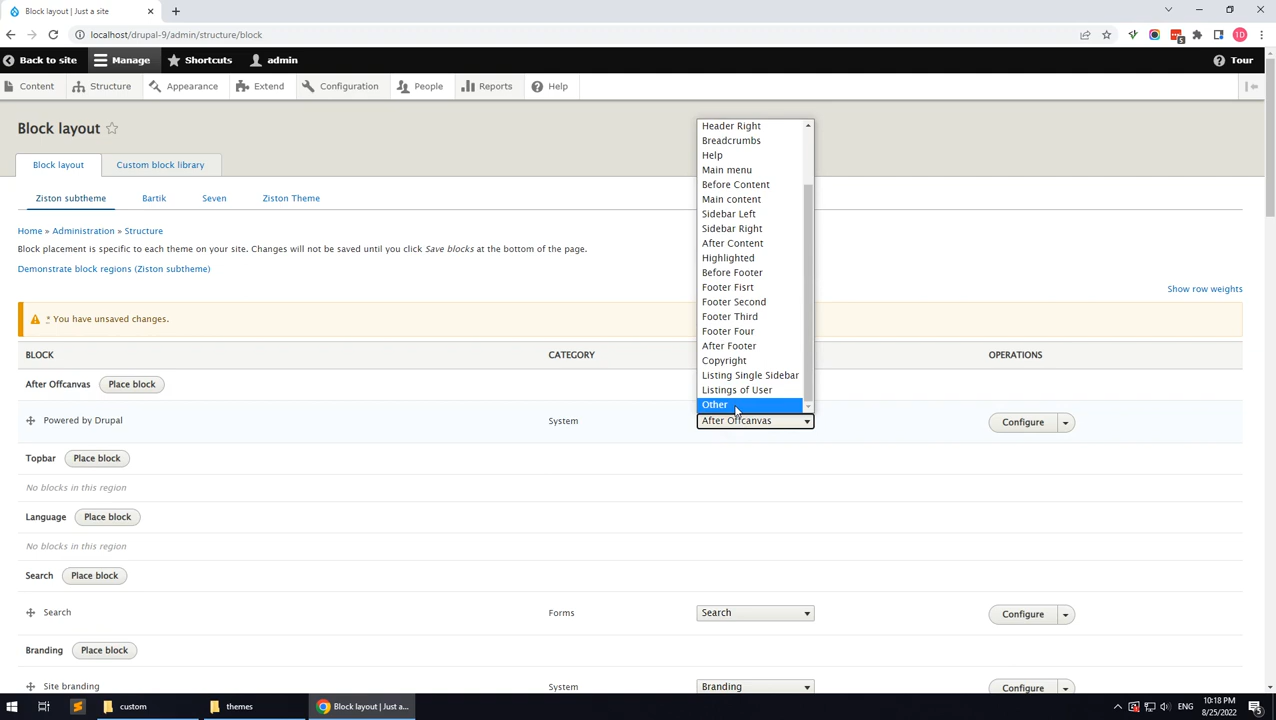 Block layout | Just a site
localhost/drupal-9/admin/structure/block
5
1D
Back to site
Manage
Shortcuts
admin
Tour
Content
Structure
Appearance
Extend
Configuration
People
Reports
Help
Block layout
Block layout
Custom block library
Ziston subtheme
Bartik
Seven
Ziston Theme
Home » Administration » Structure
Block placement is specific to each theme on your site. Changes will not be saved until you click Save blocks at the bottom of the page.
Demonstrate block regions (Ziston subtheme)
Show row weights
* You have unsaved changes.
Header Right
Breadcrumbs
Help
Main menu
Before Content
Main content
Sidebar Left
Sidebar Right
After Content
Highlighted
Before Footer
Footer Fisrt
Footer Second
Footer Third
Footer Four
After Footer
Copyright
Listing Single Sidebar
Listings of User
Other
BLOCK
CATEGORY
OPERATIONS
After Offcanvas
Place block
Powered by Drupal
System
After Offcanvas
Configure
Topbar
Place block
No blocks in this region
Language
Place block
No blocks in this region
Search
Place block
Search
Forms
Search
Configure
Branding
Place block
Site branding
System
Branding
Configure
custom
themes
Block layout | Just a...
ENG
10:18 PM
8/25/2022
5